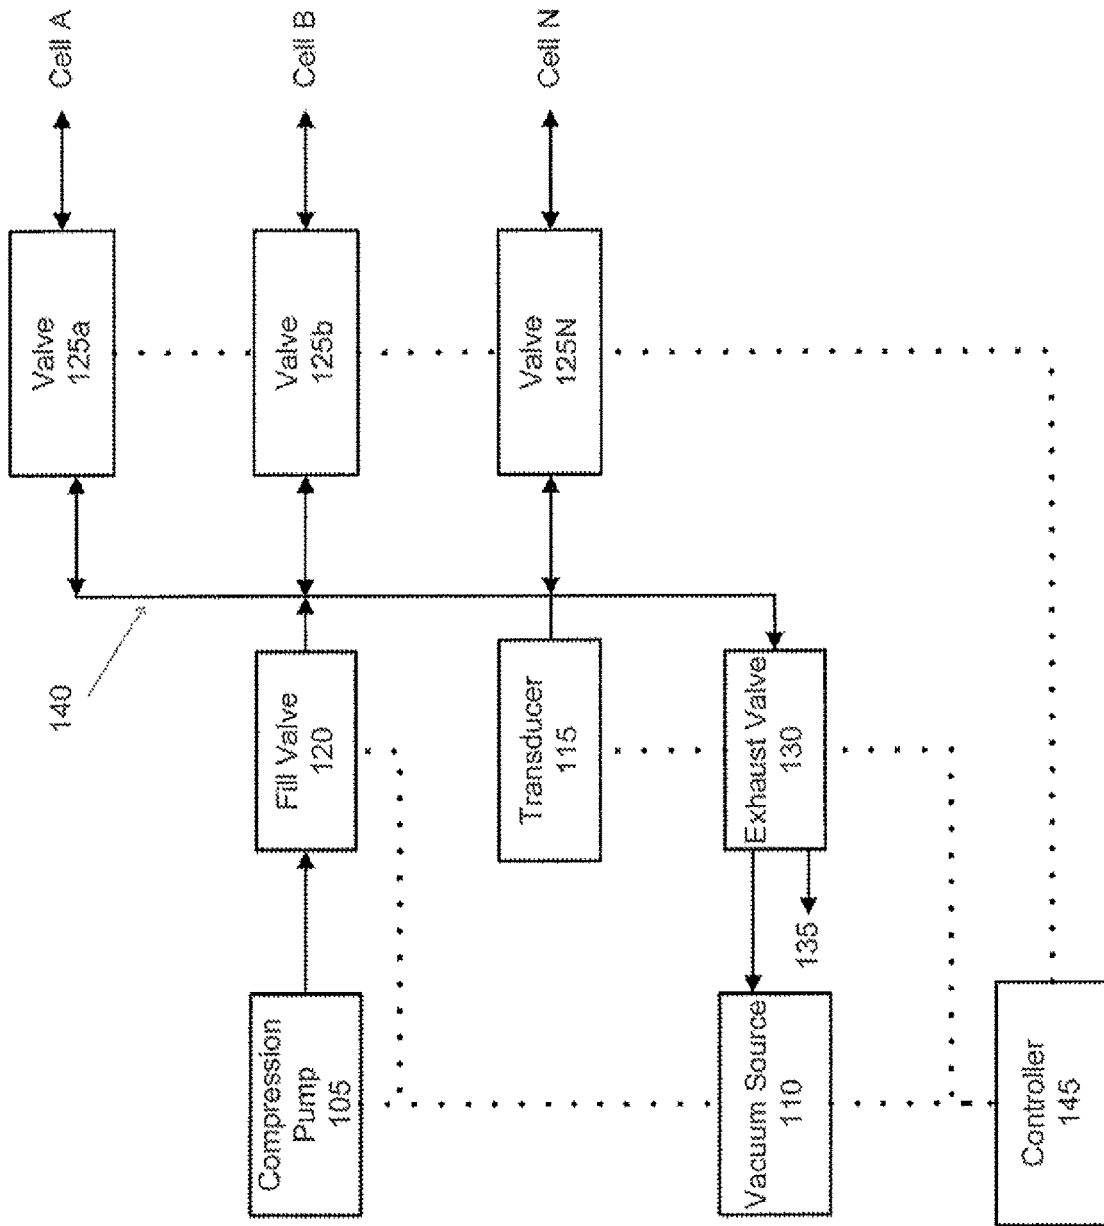 Cell A
Cell B
Cell N
Valve
125a
Valve
125b
Valve
125N
140
Fill Valve
120
Transducer
115
Exhaust Valve
130
135
Compression
Pump
105
Vacuum Source
110
Controller
145